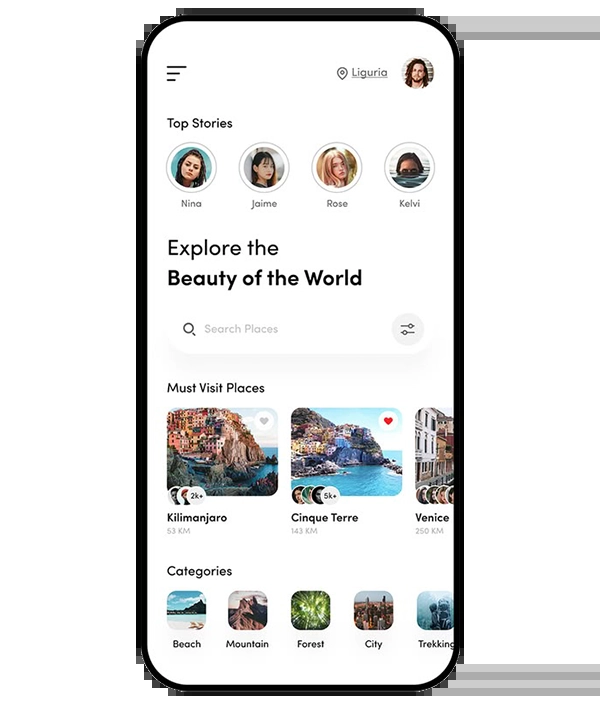 Liguria
Top Stories
Nina
Jaime
Rose
Kelvi
Explore the
Beauty of the World
Search Places
Must Visit Places
2k+
5k+
Kilimanjaro
Cinque Terre
Venice
53 KM
143 KM
250 KM
Categories
Beach
Mountain
Forest
City
Trekking